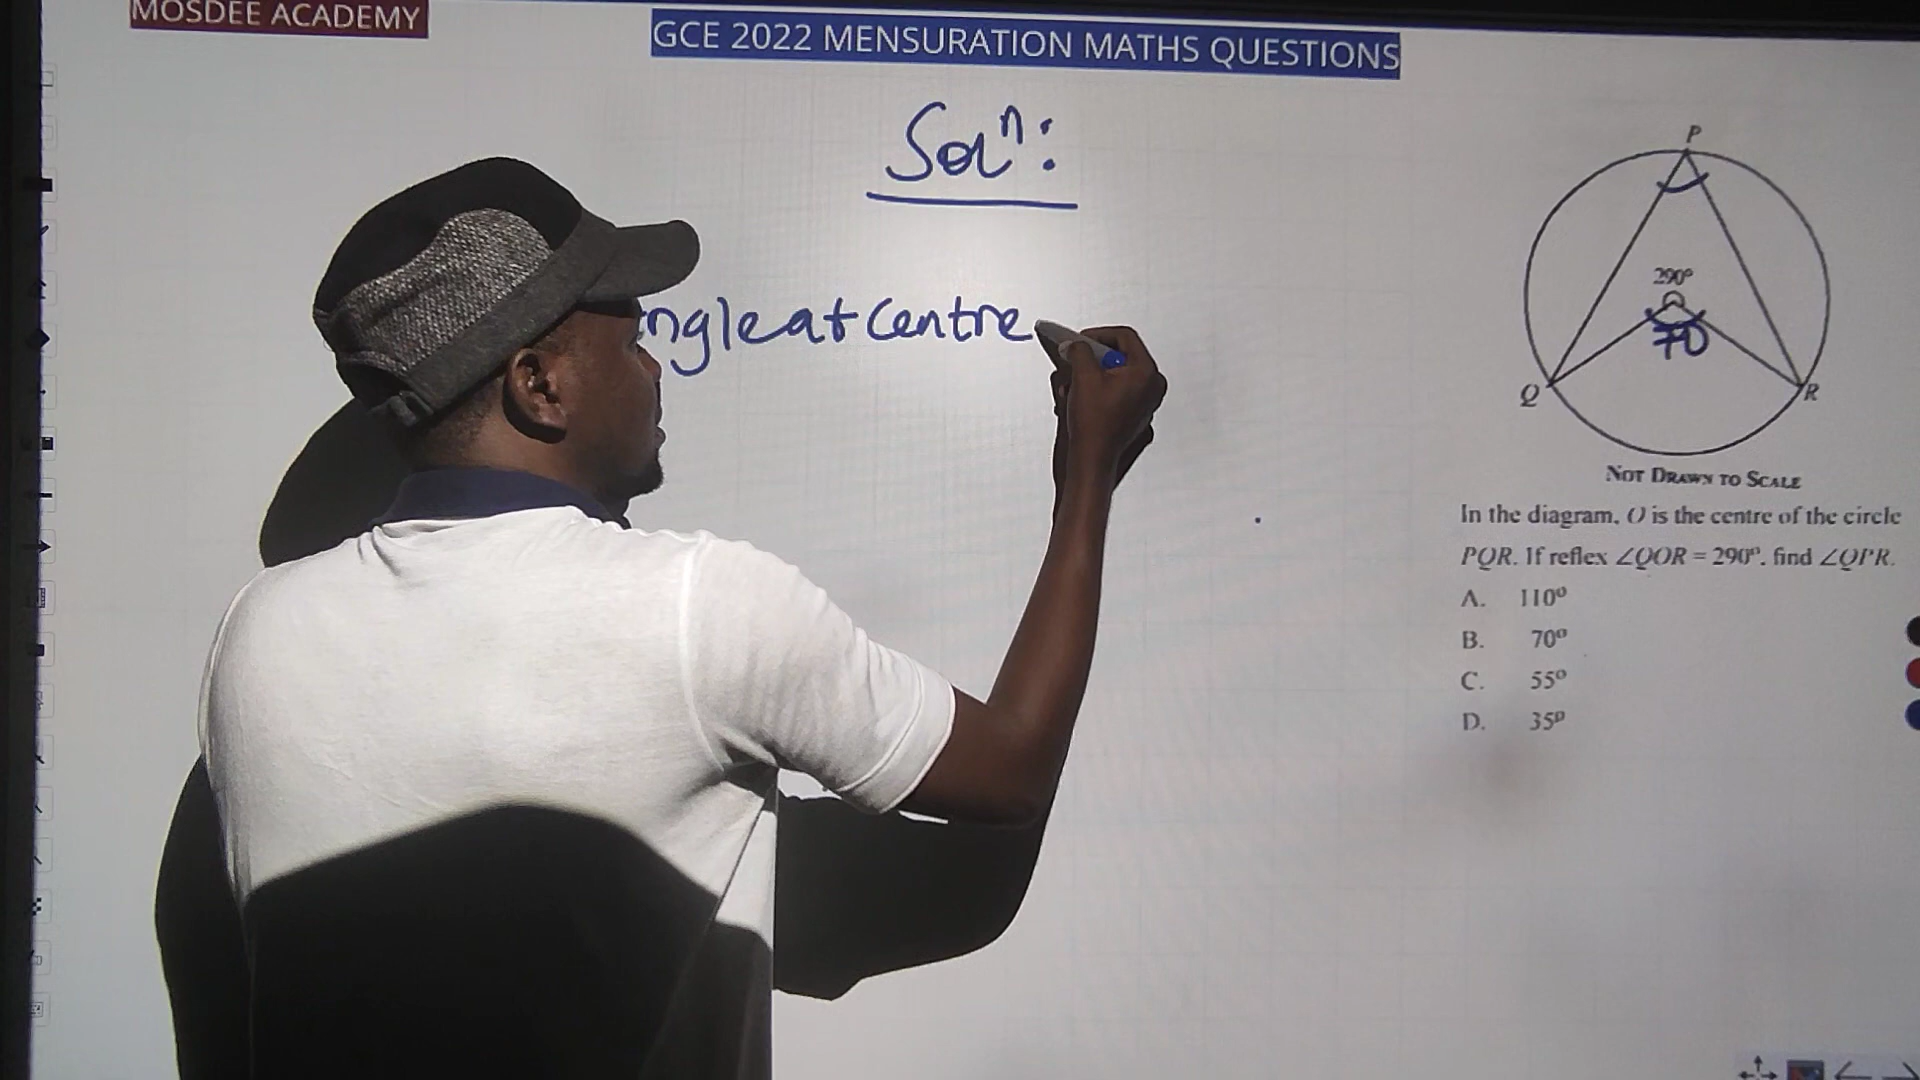 MOSDEE ACADEMY
GCE 2022 MENSURATION MATHS QUESTIONS
Solⁿ:
ngle at Centre
P
290°
70
Q
R
NOT DRAWN TO SCALE
In the diagram, O is the centre of the circle
PQR. If reflex ∠QOR = 290°. find ∠QPR.
A. 110°
B. 70°
C. 55°
D. 35°